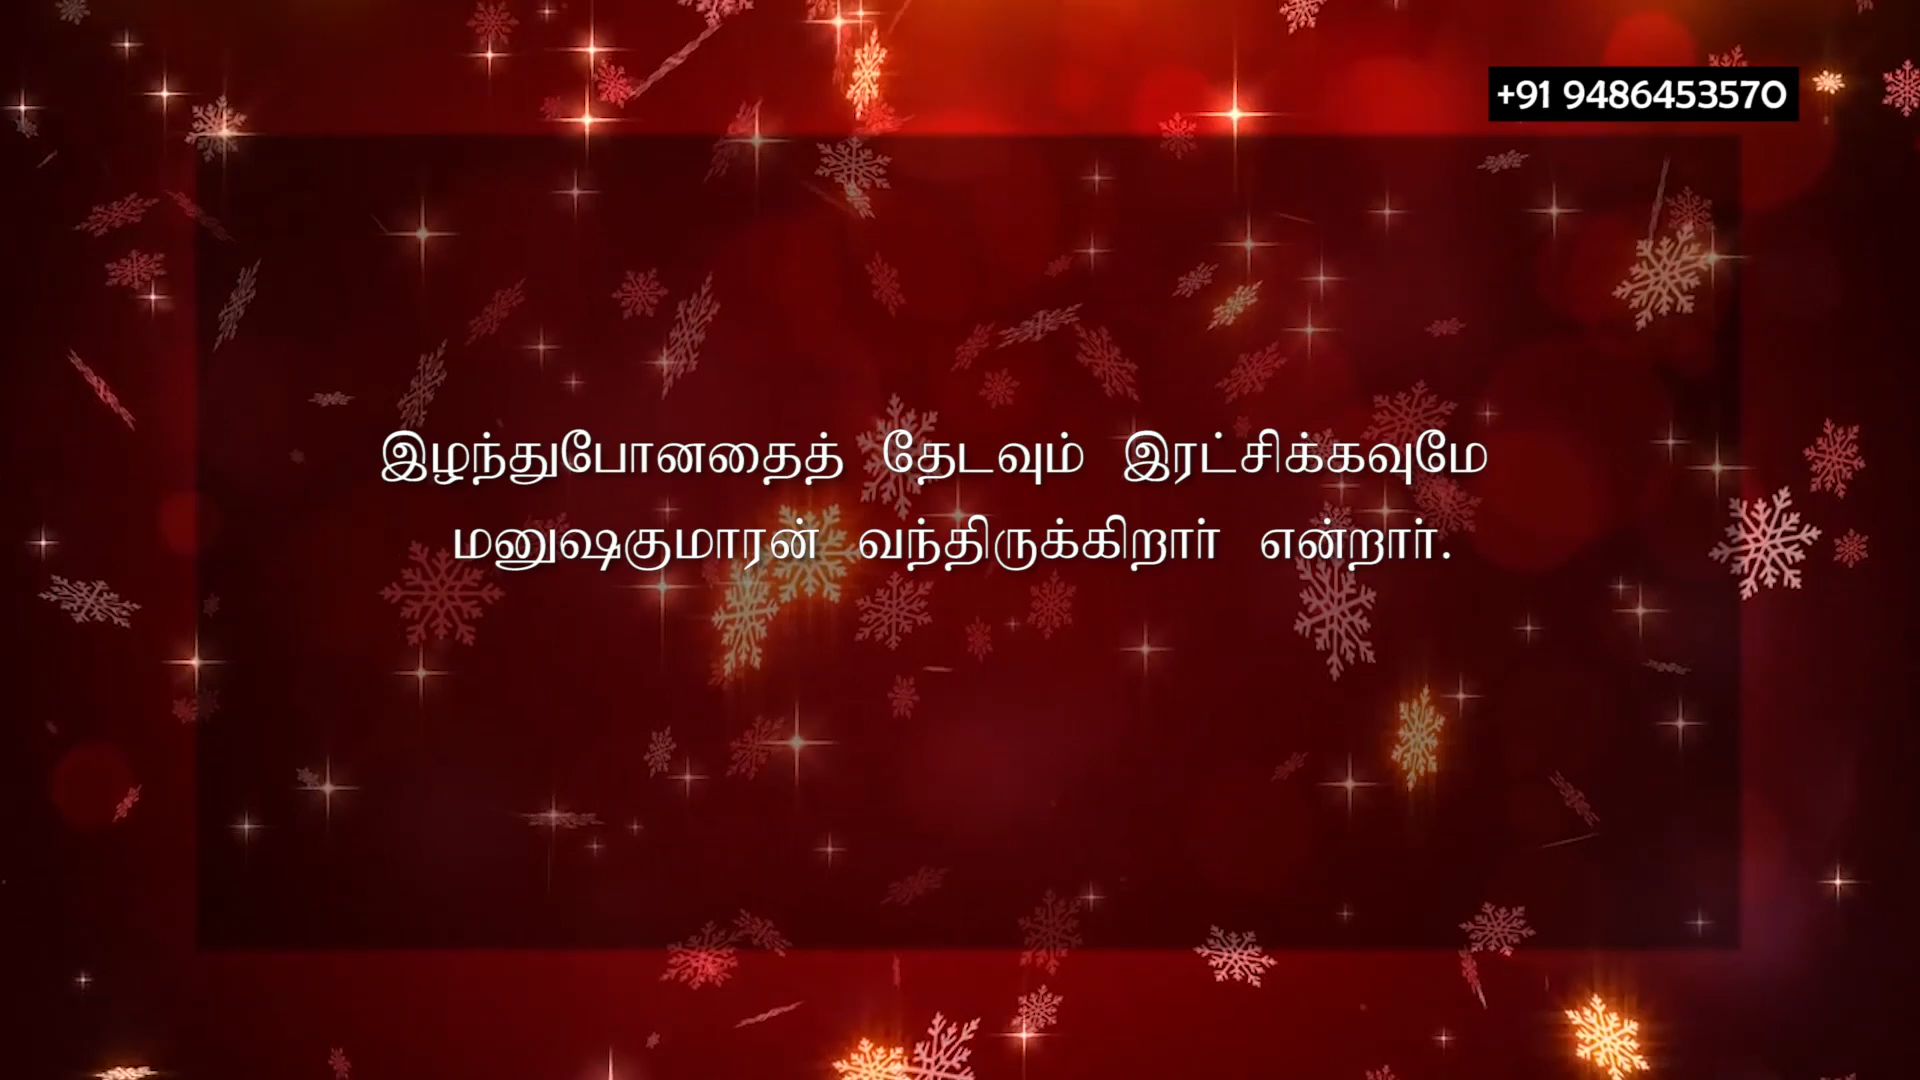 +91 9486453570
இழந்துபோனதைத் தேடவும் இரட்சிக்கவுமே
மனுஷகுமாரன் வந்திருக்கிறார் என்றார்.